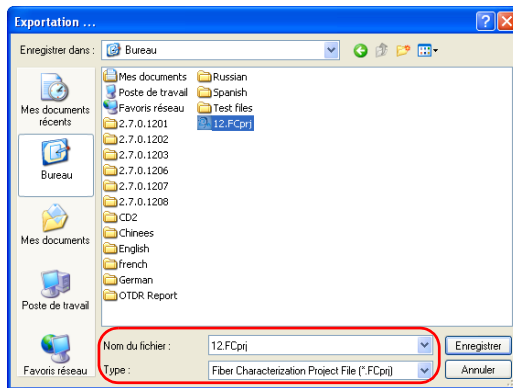 Exportation ...
Enregistrer dans :
Bureau
Mes documents récents
Bureau
Mes documents
Poste de travail
Favoris réseau
Mes documents
Poste de travail
Favoris réseau
2.7.0.1201
2.7.0.1202
2.7.0.1203
2.7.0.1206
2.7.0.1207
2.7.0.1208
CD2
Chinees
English
french
German
OTDR Report
Russian
Spanish
Test files
12.FCprj
Nom du fichier :
12.FCprj
Enregistrer
Type :
Fiber Characterization Project File (*.FCprj)
Annuler